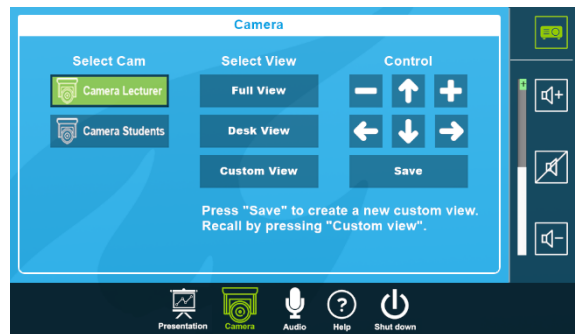 Camera
Select Cam
Select View
Control
Camera Lecturer
Full View
Camera Students
Desk View
Custom View
Save
Press "Save" to create a new custom view.
Recall by pressing "Custom view".
Presentation
Camera
Audio
Help
Shut down